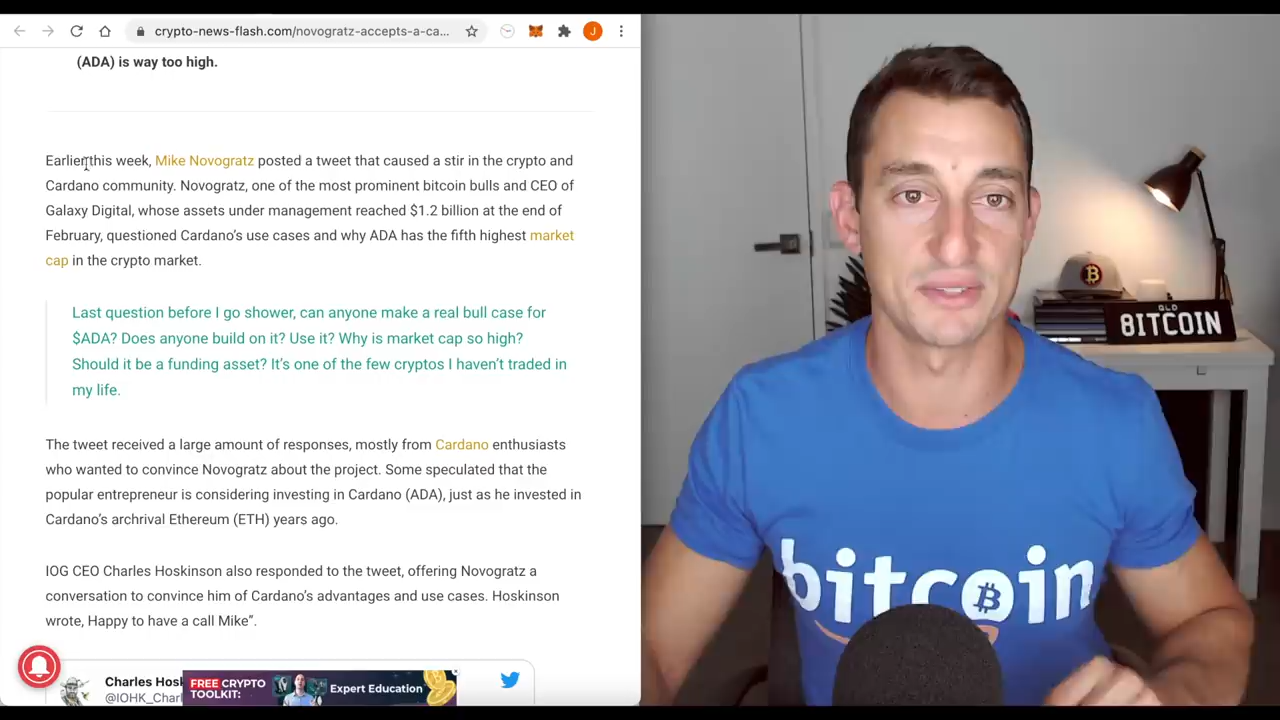 crypto-news-flash.com/novogratz-accepts-a-ca...
J
(ADA) is way too high.
Earlier this week, Mike Novogratz posted a tweet that caused a stir in the crypto and
Cardano community. Novogratz, one of the most prominent bitcoin bulls and CEO of
Galaxy Digital, whose assets under management reached $1.2 billion at the end of
February, questioned Cardano's use cases and why ADA has the fifth highest market
cap in the crypto market.
Last question before I go shower, can anyone make a real bull case for
$ADA? Does anyone build on it? Use it? Why is market cap so high?
Should it be a funding asset? It's one of the few cryptos I haven't traded in
my life.
The tweet received a large amount of responses, mostly from Cardano enthusiasts
who wanted to convince Novogratz about the project. Some speculated that the
popular entrepreneur is considering investing in Cardano (ADA), just as he invested in
Cardano's archrival Ethereum (ETH) years ago.
IOG CEO Charles Hoskinson also responded to the tweet, offering Novogratz a
conversation to convince him of Cardano's advantages and use cases. Hoskinson
wrote, Happy to have a call Mike".
Charles Hosk
@IOHK_Charl
FREE CRYPTO
TOOLKIT:
Expert Education
QLD
8ITCOIN
bitcoin